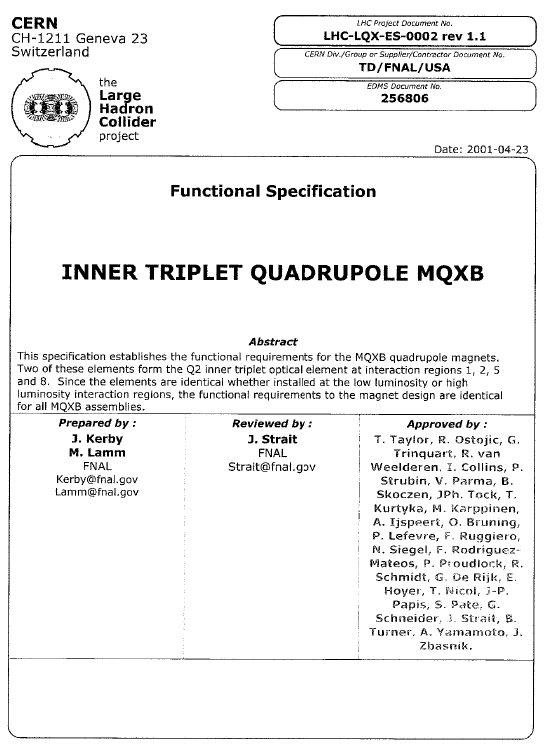 CERN
CH-1211 Geneva 23
Switzerland
the
Large
Hadron
Collider
project
LHC Project Document No.
LHC-LQX-ES-0002 rev 1.1
CERN Div./Group or Supplier/Contractor Document No.
TD/FNAL/USA
EDMS Document No.
256806
Date: 2001-04-23
Functional Specification
INNER TRIPLET QUADRUPOLE MQXB
Abstract
This specification establishes the functional requirements for the MQXB quadrupole magnets.
Two of these elements form the Q2 inner triplet optical element at interaction regions 1, 2, 5
and 8. Since the elements are identical whether installed at the low luminosity or high
luminosity interaction regions, the functional requirements to the magnet design are identical
for all MQXB assemblies.
Prepared by :
J. Kerby
M. Lamm
FNAL
Kerby@fnal.gov
Lamm@fnal.gov
Reviewed by :
J. Strait
FNAL
Strait@fnal.gov
Approved by :
T. Taylor, R. Ostojic, G.
Trinquart, R. van
Weelderen, I. Collins, P.
Strubin, V. Parma, B.
Skoczen, JPh. Tock, T.
Kurtyka, M. Karppinen,
A. Ijspeert, O. Bruning,
P. Lefevre, F. Ruggiero,
N. Siegel, F. Rodriguez-
Mateos, P. Proudlock, R.
Schmidt, G. De Rijk, E.
Hoyer, T. Nicol, J-P.
Papis, S. Pate, G.
Schneider, J. Strait, B.
Turner, A. Yamamoto, J.
Zbasnik.